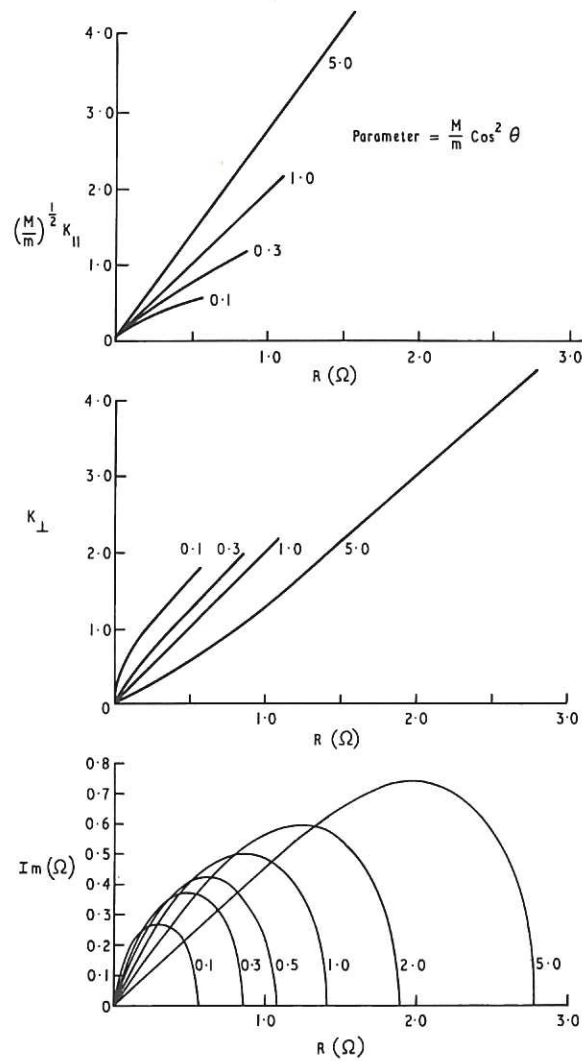 4·0
5·0
3·0
Parameter = M/m Cos² θ
2·0
1·0
(M/m)^½ K∥
1·0
0·3
0·1
0
1·0 2·0 3·0
R (Ω)
4·0
3·0
K⊥
2·0
0·1 0·3 1·0 5·0
1·0
0
1·0 2·0 3·0
R (Ω)
0·8
0·7
0·6
0·5
Im (Ω)
0·4
0·3
0·2
0·1
0·1 0·3 0·5 1·0 2·0 5·0
0
1·0 2·0 3·0
R (Ω)